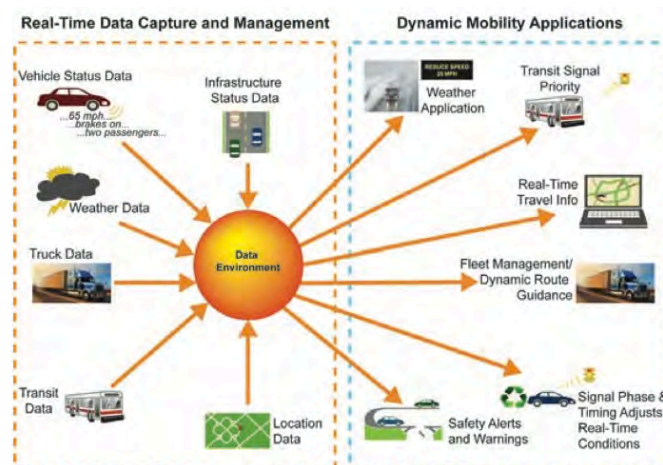 Real-Time Data Capture and Management
Dynamic Mobility Applications
Vehicle Status Data
...65 mph...
...brakes on...
...two passengers...
Infrastructure
Status Data
Weather Data
Truck Data
Transit
Data
Location
Data
Data
Environment
REDUCE SPEED
25 MPH
Weather
Application
Transit Signal
Priority
Real-Time
Travel Info
Fleet Management/
Dynamic Route
Guidance
Safety Alerts
and Warnings
Signal Phase &
Timing Adjusts
Real-Time
Conditions